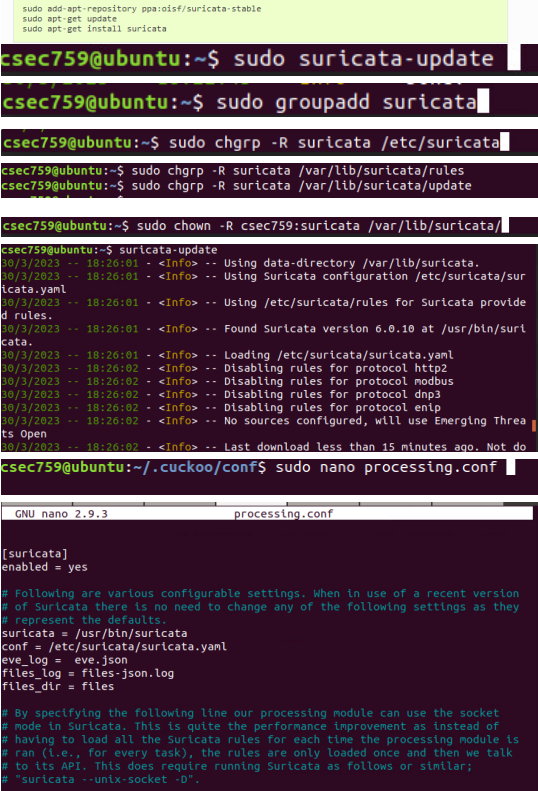 sudo add-apt-repository ppa:oisf/suricata-stable
sudo apt-get update
sudo apt-get install suricata
csec759@ubuntu:~$ sudo suricata-update
csec759@ubuntu:~$ sudo groupadd suricata
csec759@ubuntu:~$ sudo chgrp -R suricata /etc/suricata
csec759@ubuntu:~$ sudo chgrp -R suricata /var/lib/suricata/rules
csec759@ubuntu:~$ sudo chgrp -R suricata /var/lib/suricata/update
csec759@ubuntu:~$ sudo chown -R csec759:suricata /var/lib/suricata/
csec759@ubuntu:~$ suricata-update
30/3/2023 -- 18:26:01 - <Info> -- Using data-directory /var/lib/suricata.
30/3/2023 -- 18:26:01 - <Info> -- Using Suricata configuration /etc/suricata/sur
icata.yaml
30/3/2023 -- 18:26:01 - <Info> -- Using /etc/suricata/rules for Suricata provide
d rules.
30/3/2023 -- 18:26:01 - <Info> -- Found Suricata version 6.0.10 at /usr/bin/suri
cata.
30/3/2023 -- 18:26:01 - <Info> -- Loading /etc/suricata/suricata.yaml
30/3/2023 -- 18:26:02 - <Info> -- Disabling rules for protocol http2
30/3/2023 -- 18:26:02 - <Info> -- Disabling rules for protocol modbus
30/3/2023 -- 18:26:02 - <Info> -- Disabling rules for protocol dnp3
30/3/2023 -- 18:26:02 - <Info> -- Disabling rules for protocol enip
30/3/2023 -- 18:26:02 - <Info> -- No sources configured, will use Emerging Threa
ts Open
30/3/2023 -- 18:26:02 - <Info> -- Last download less than 15 minutes ago. Not do
csec759@ubuntu:~/.cuckoo/conf$ sudo nano processing.conf
GNU nano 2.9.3 processing.conf
[suricata]
enabled = yes
# Following are various configurable settings. When in use of a recent version
# of Suricata there is no need to change any of the following settings as they
# represent the defaults.
suricata = /usr/bin/suricata
conf = /etc/suricata/suricata.yaml
eve_log =  eve.json
files_log = files-json.log
files_dir = files
# By specifying the following line our processing module can use the socket
# mode in Suricata. This is quite the performance improvement as instead of
# having to load all the Suricata rules for each time the processing module is
# ran (i.e., for every task), the rules are only loaded once and then we talk
# to its API. This does require running Suricata as follows or similar;
# "suricata --unix-socket -D".